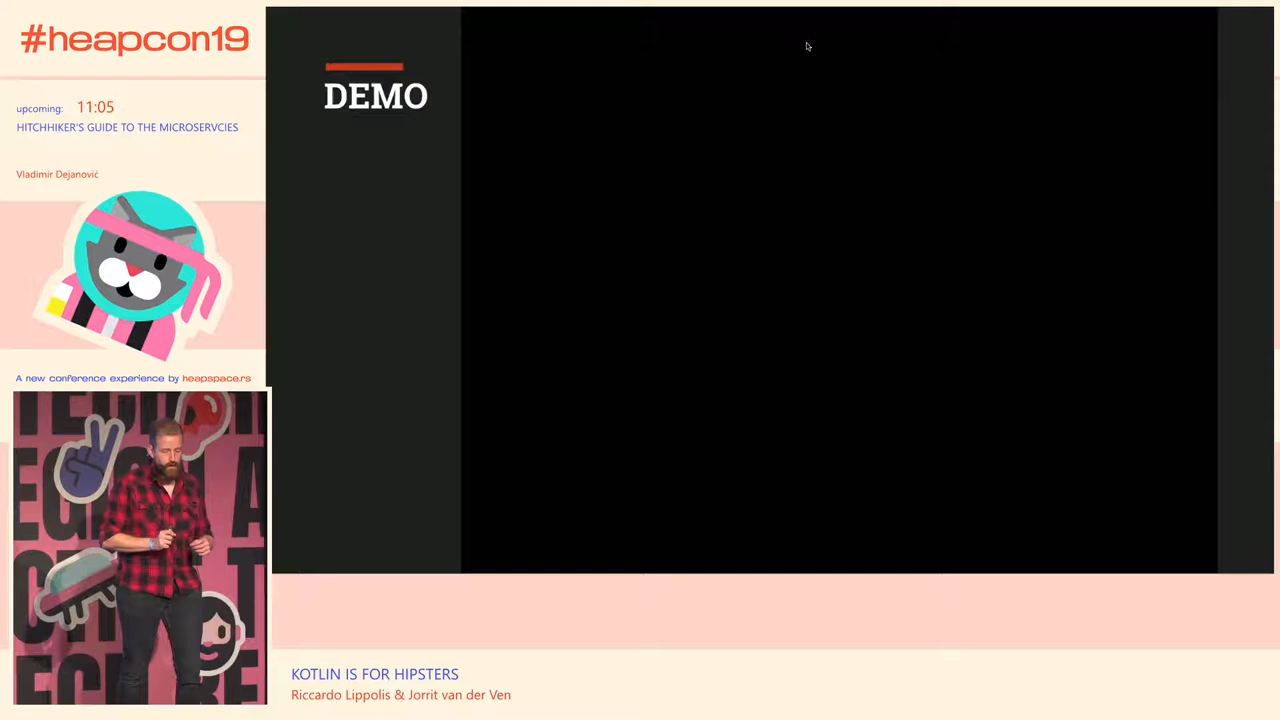 #heapcon19
upcoming: 11:05
HITCHHIKER'S GUIDE TO THE MICROSERVCIES
Vladimir Dejanović
A new conference experience by heapspace.rs
DEMO
KOTLIN IS FOR HIPSTERS
Riccardo Lippolis & Jorrit van der Ven